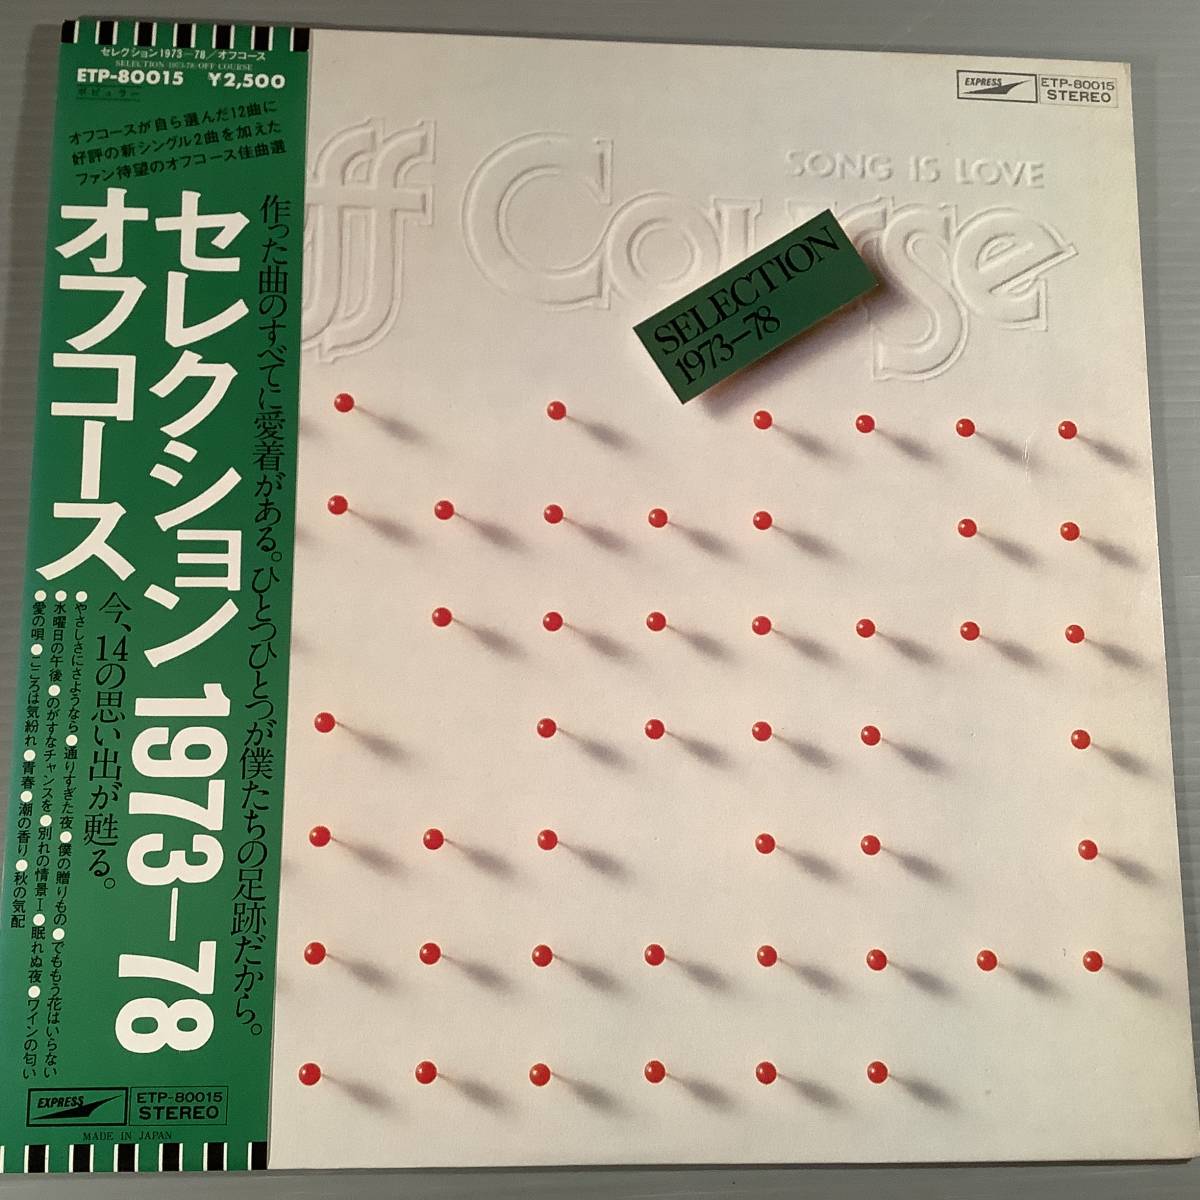 セレクション1973−78/オフコース
SELECTION 1973-78/OFF COURSE
ETP-80015 ¥2,500
ポピュラー
オフコースが自ら選んだ12曲に
好評の新シングル2曲を加えた
ファン待望のオフコース佳曲選
作った曲のすべてに愛着がある。ひとつひとつが僕たちの足跡だから。
セレクション1973−78
オフコース
今、14の思い出が甦る。
●やさしさにさようなら●通りすぎた夜●僕の贈りもの●でももう花はいらない
●水曜日の午後●のがすなチャンスを●別れの情景Ⅰ●眠れぬ夜●ワインの匂い
●愛の唄●こころは気紛れ●青春●潮の香り●秋の気配
EXPRESS
ETP-80015
STEREO
MADE IN JAPAN
EXPRESS
ETP-80015
STEREO
SONG IS LOVE
ff Course
SELECTION
1973−78